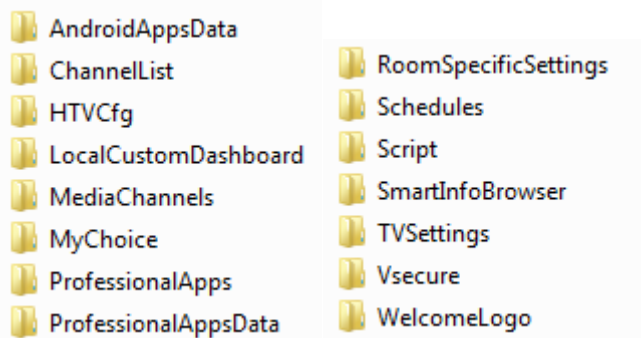 AndroidAppsData
ChannelList
HTVCfg
LocalCustomDashboard
MediaChannels
MyChoice
ProfessionalApps
ProfessionalAppsData
RoomSpecificSettings
Schedules
Script
SmartInfoBrowser
TVSettings
Vsecure
WelcomeLogo